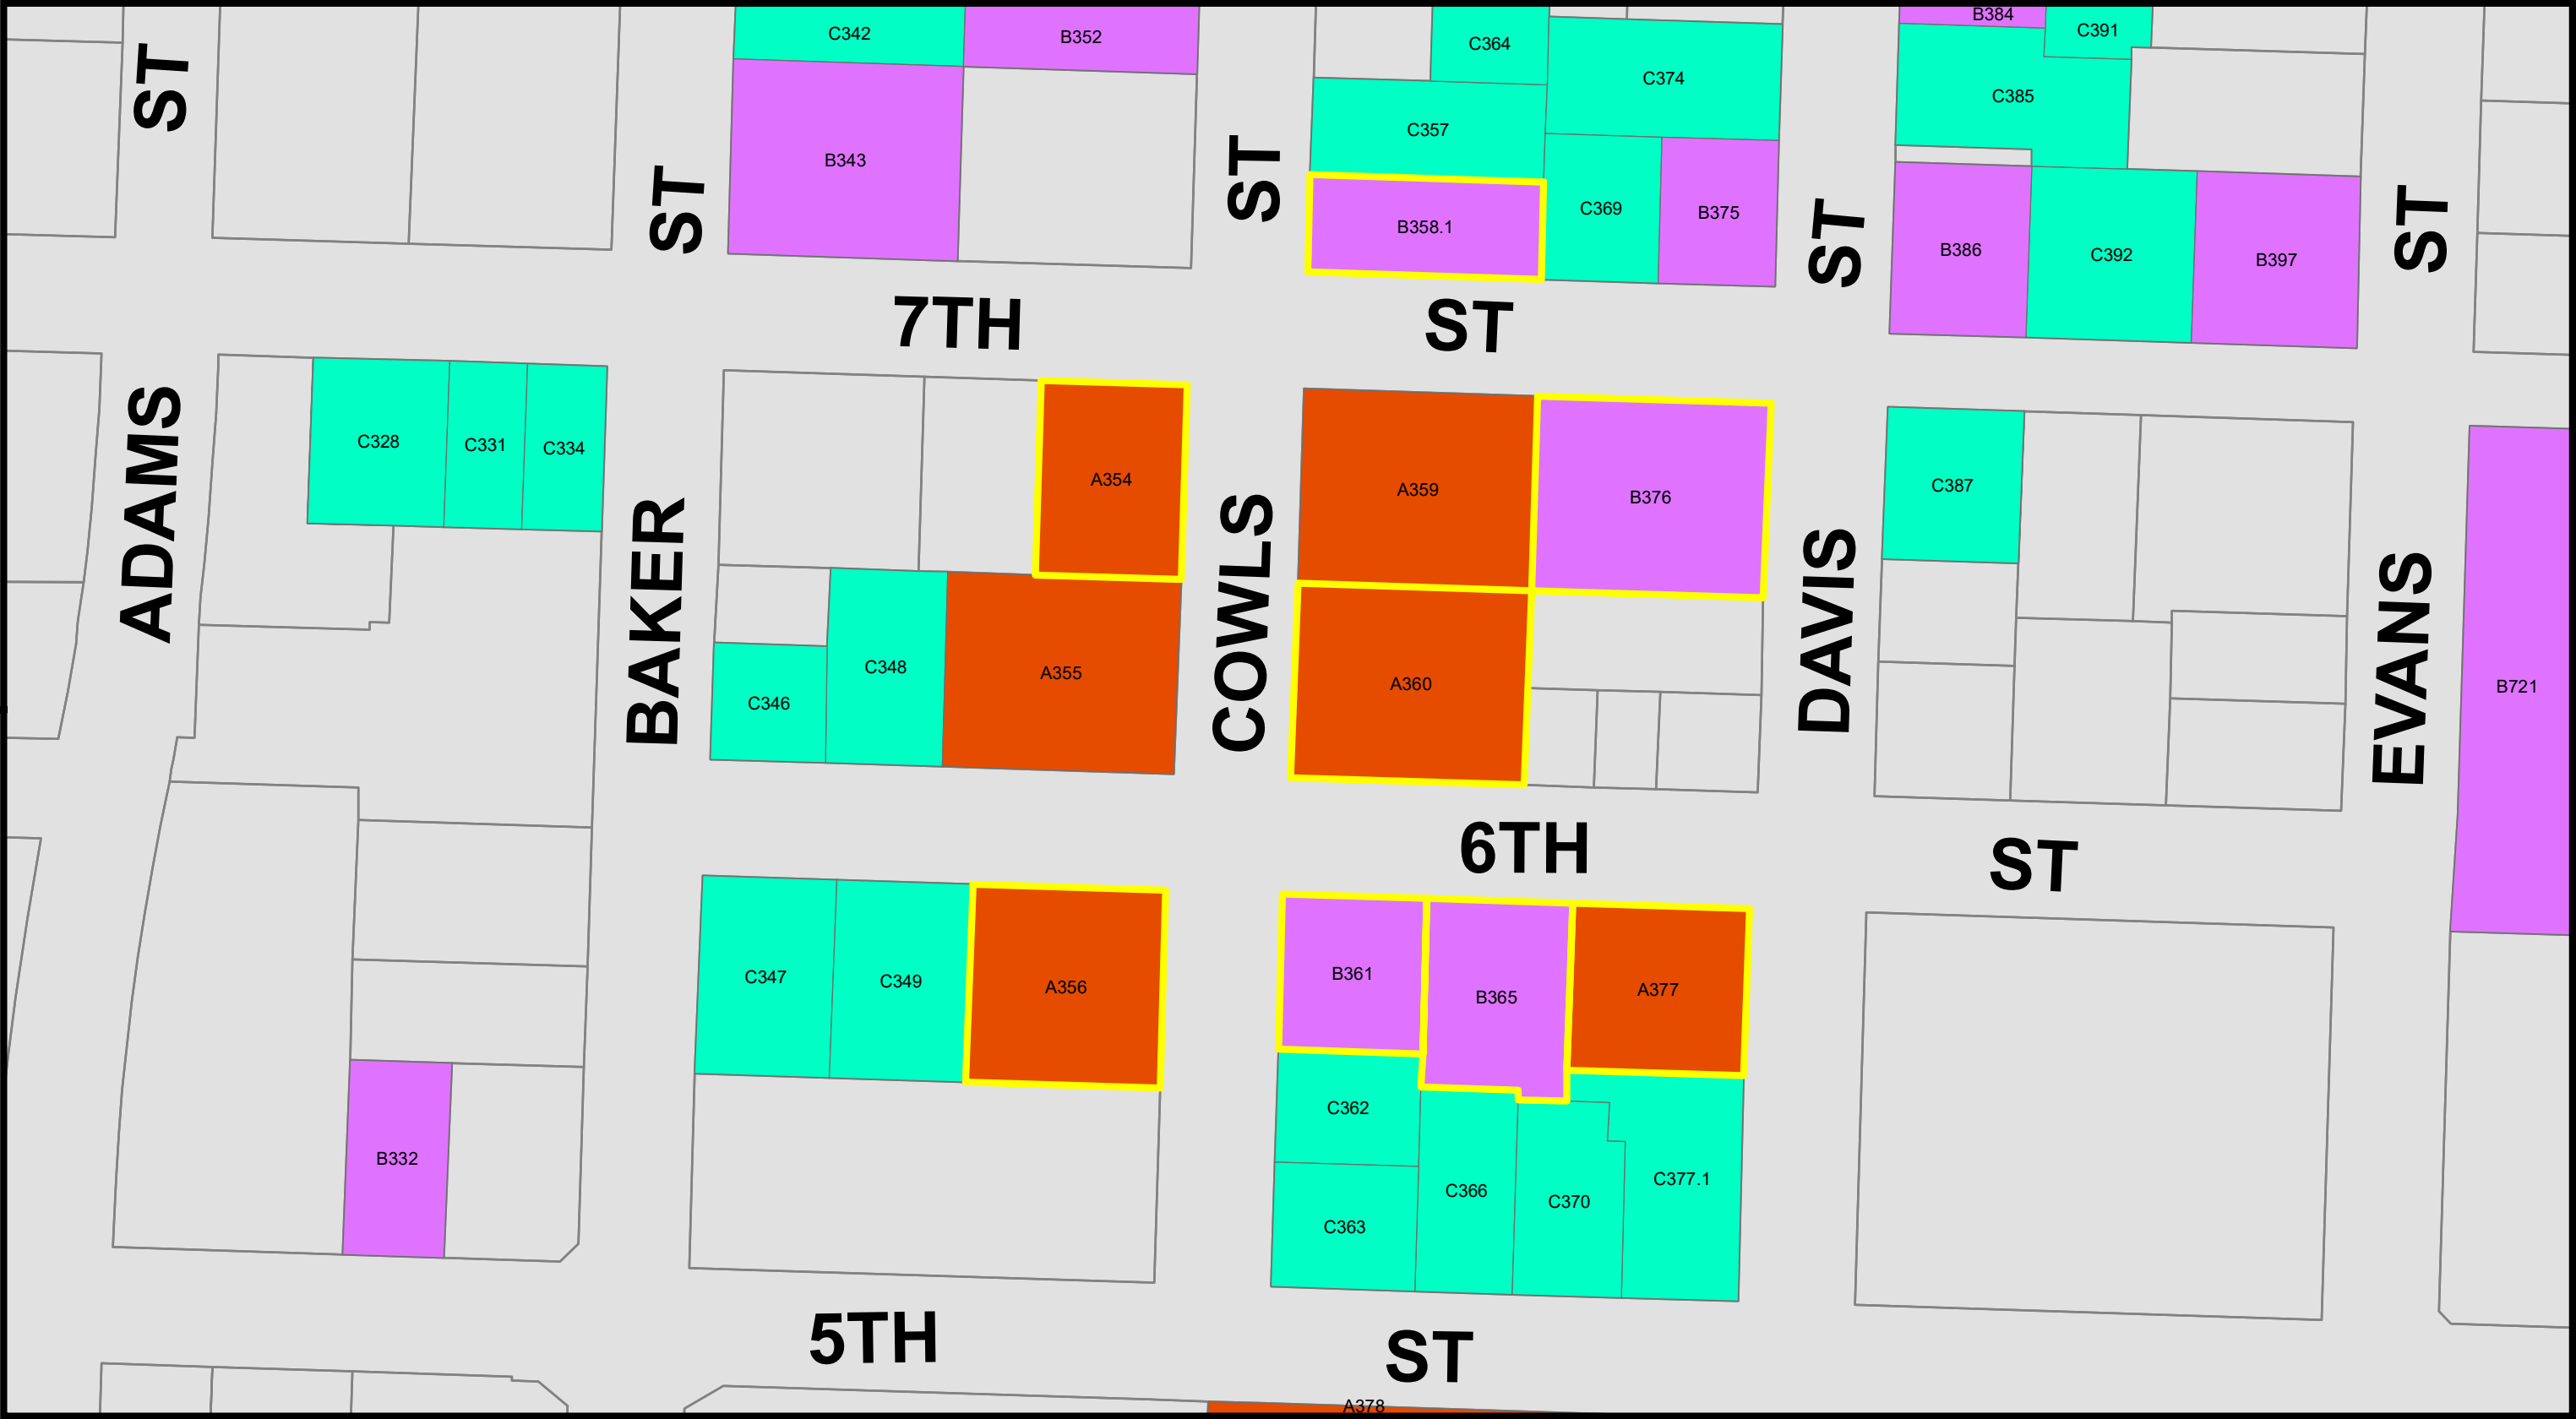 B384
C391
C342
B352
C364
C374
ST
C385
C357
B343
ST
ST
ST
ST
C369
B375
B358.1
B386
C392
B397
7TH
ST
C328
C331
C334
A354
A359
B376
C387
ADAMS
BAKER
COWLS
DAVIS
EVANS
C348
A355
A360
B721
C346
6TH
ST
C347
C349
A356
B361
B365
A377
C362
B332
C366
C370
C377.1
C363
5TH
ST
A378